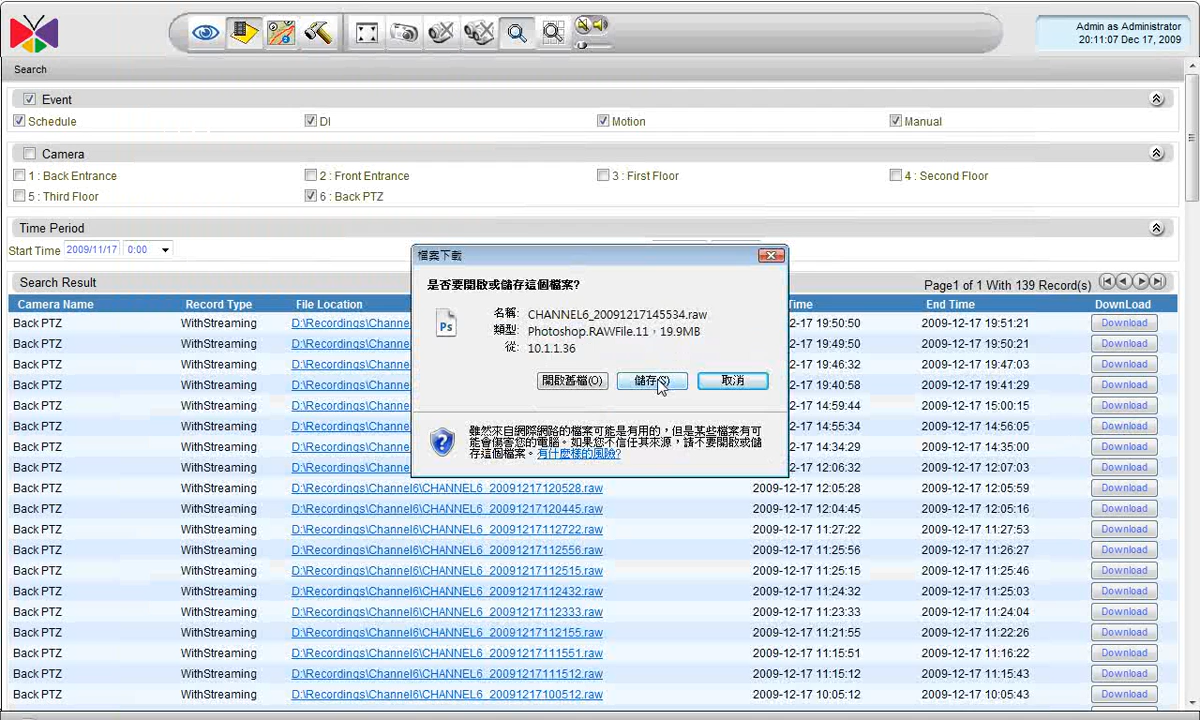 Admin as Administrator
20:11:07 Dec 17, 2009
Search
Event
Schedule DI Motion Manual
Camera
1 : Back Entrance 2 : Front Entrance 3 : First Floor 4 : Second Floor
5 : Third Floor 6 : Back PTZ
Time Period
Start Time 2009/11/17 0:00
檔案下載
是否要開啟或儲存這個檔案?
名稱: CHANNEL6_20091217145534.raw
類型: Photoshop.RAWFile.11，19.9MB
從: 10.1.1.36
開啟舊檔(O) 儲存(S) 取消
雖然來自網際網路的檔案可能是有用的，但是某些檔案有可
能會傷害您的電腦。如果您不信任其來源，請不要開啟或儲
存這個檔案。有什麼樣的風險?
Ps
Search Result Page1 of 1 With 139 Record(s)
Camera Name Record Type File Location Time End Time DownLoad
Back PTZ WithStreaming D:\Recordings\Channe 2-17 19:50:50 2009-12-17 19:51:21 Download
Back PTZ WithStreaming D:\Recordings\Channe 2-17 19:49:50 2009-12-17 19:50:21 Download
Back PTZ WithStreaming D:\Recordings\Channe 2-17 19:46:32 2009-12-17 19:47:03 Download
Back PTZ WithStreaming D:\Recordings\Channe 2-17 19:40:58 2009-12-17 19:41:29 Download
Back PTZ WithStreaming D:\Recordings\Channe 2-17 14:59:44 2009-12-17 15:00:15 Download
Back PTZ WithStreaming D:\Recordings\Channe 2-17 14:55:34 2009-12-17 14:56:05 Download
Back PTZ WithStreaming D:\Recordings\Channe 2-17 14:34:29 2009-12-17 14:35:00 Download
Back PTZ WithStreaming D:\Recordings\Channe 2-17 12:06:32 2009-12-17 12:07:03 Download
Back PTZ WithStreaming D:\Recordings\Channel6\CHANNEL6_20091217120528.raw 2009-12-17 12:05:28 2009-12-17 12:05:59 Download
Back PTZ WithStreaming D:\Recordings\Channel6\CHANNEL6_20091217120445.raw 2009-12-17 12:04:45 2009-12-17 12:05:16 Download
Back PTZ WithStreaming D:\Recordings\Channel6\CHANNEL6_20091217112722.raw 2009-12-17 11:27:22 2009-12-17 11:27:53 Download
Back PTZ WithStreaming D:\Recordings\Channel6\CHANNEL6_20091217112556.raw 2009-12-17 11:25:56 2009-12-17 11:26:27 Download
Back PTZ WithStreaming D:\Recordings\Channel6\CHANNEL6_20091217112515.raw 2009-12-17 11:25:15 2009-12-17 11:25:46 Download
Back PTZ WithStreaming D:\Recordings\Channel6\CHANNEL6_20091217112432.raw 2009-12-17 11:24:32 2009-12-17 11:25:03 Download
Back PTZ WithStreaming D:\Recordings\Channel6\CHANNEL6_20091217112333.raw 2009-12-17 11:23:33 2009-12-17 11:24:04 Download
Back PTZ WithStreaming D:\Recordings\Channel6\CHANNEL6_20091217112155.raw 2009-12-17 11:21:55 2009-12-17 11:22:26 Download
Back PTZ WithStreaming D:\Recordings\Channel6\CHANNEL6_20091217111551.raw 2009-12-17 11:15:51 2009-12-17 11:16:22 Download
Back PTZ WithStreaming D:\Recordings\Channel6\CHANNEL6_20091217111512.raw 2009-12-17 11:15:12 2009-12-17 11:15:43 Download
Back PTZ WithStreaming D:\Recordings\Channel6\CHANNEL6_20091217100512.raw 2009-12-17 10:05:12 2009-12-17 10:05:43 Download